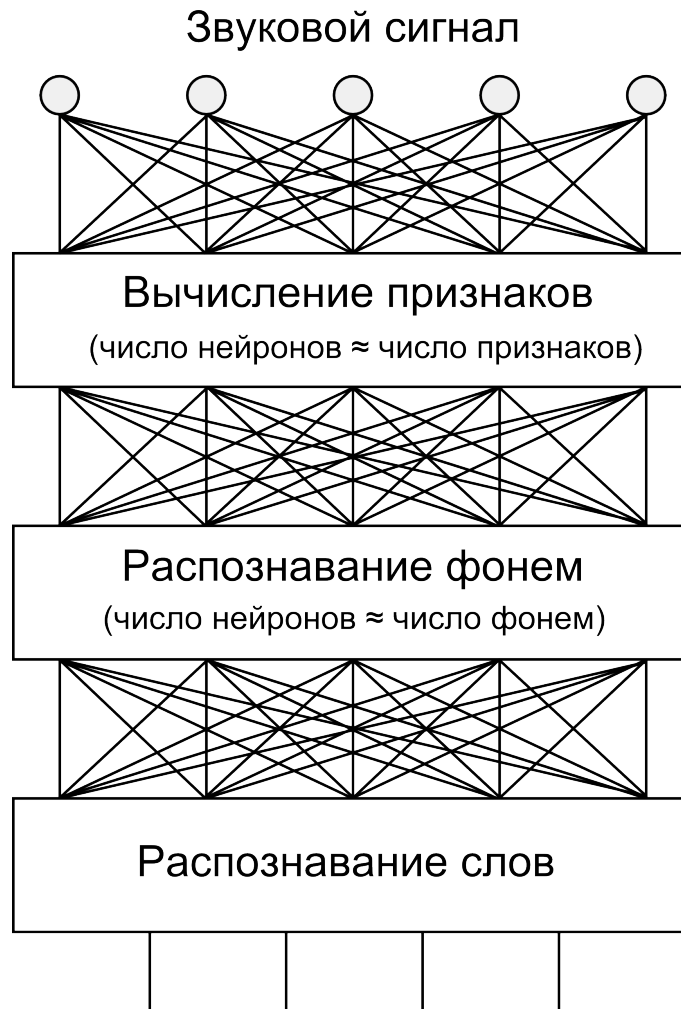 Звуковой сигнал
Вычисление признаков
(число нейронов ≈ число признаков)
Распознавание фонем
(число нейронов ≈ число фонем)
Распознавание слов